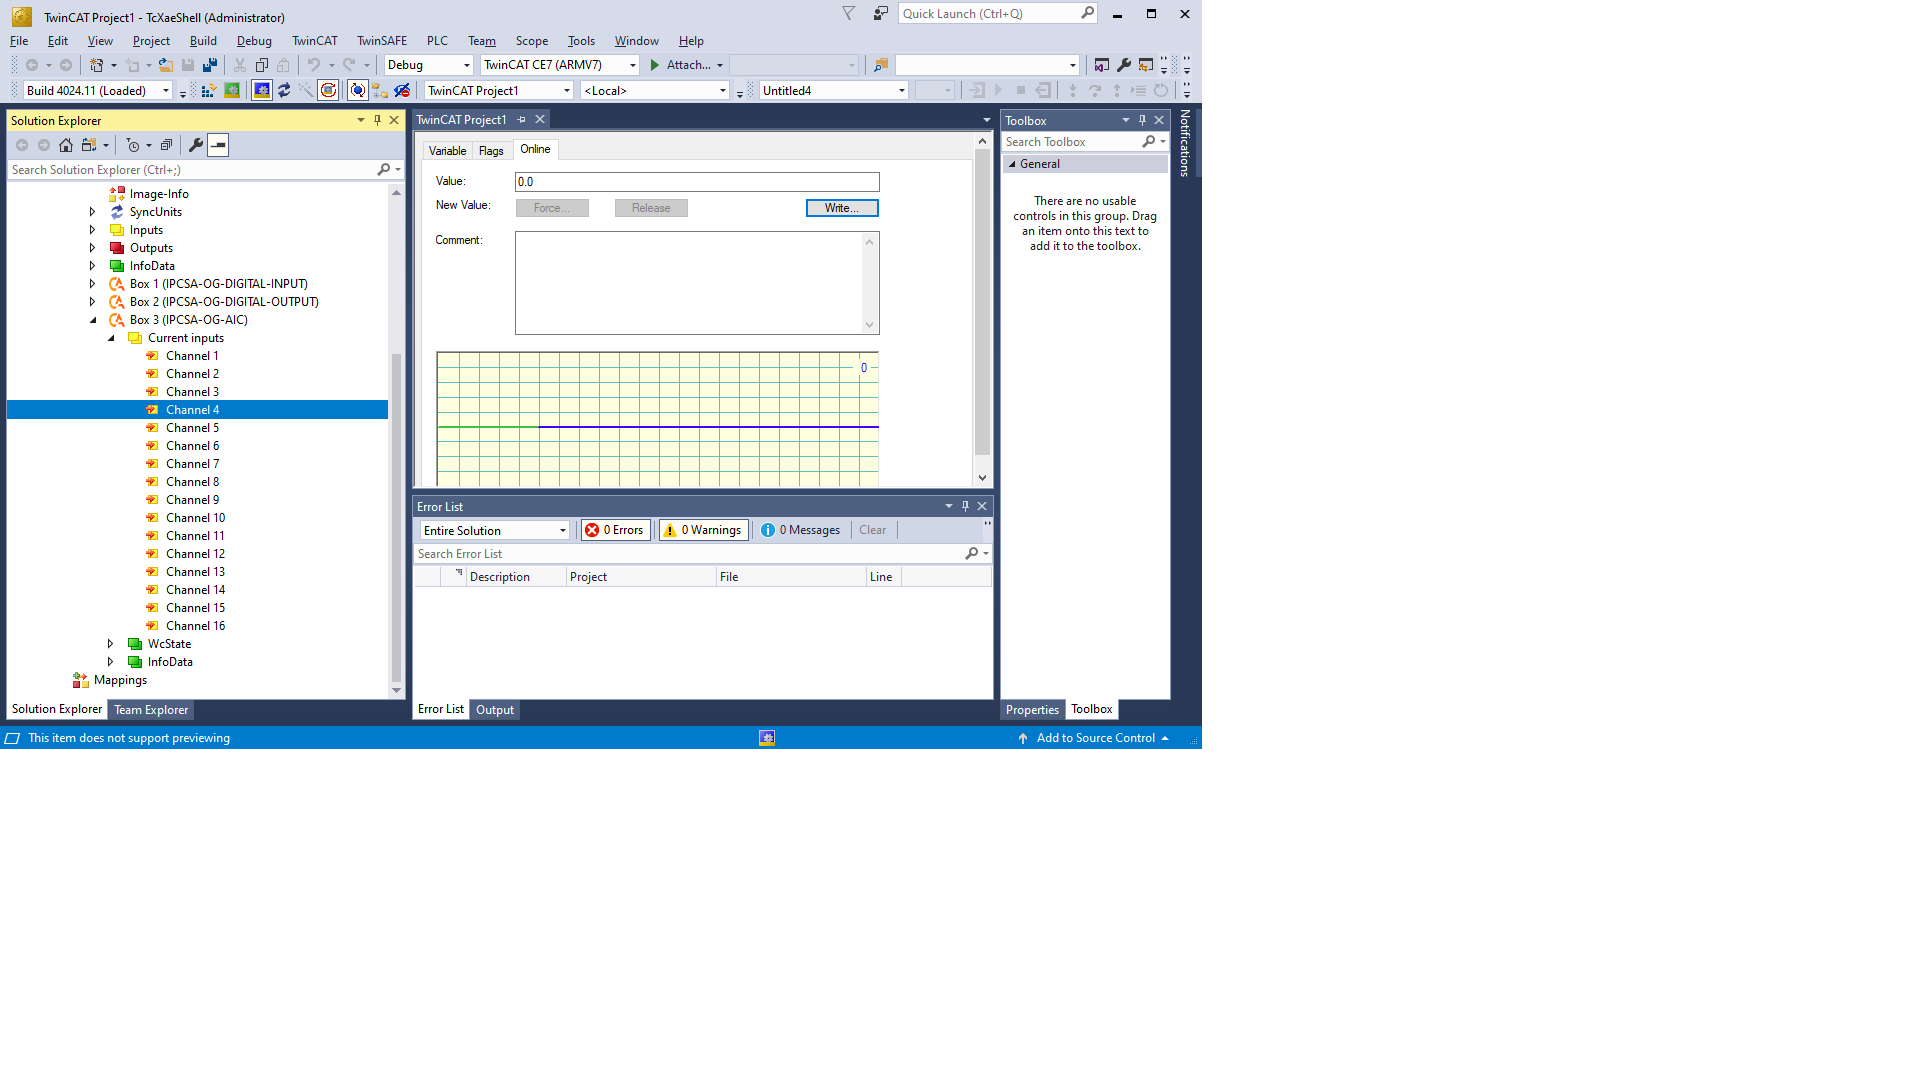 TwinCAT Project1 - TcXaeShell (Administrator)
Quick Launch (Ctrl+Q)
File Edit View Project Build Debug TwinCAT TwinSAFE PLC Team Scope Tools Window Help
Debug TwinCAT CE7 (ARMV7) Attach...
Build 4024.11 (Loaded) TwinCAT Project1 <Local> Untitled4
Solution Explorer
Search Solution Explorer (Ctrl+;)
Image-Info
SyncUnits
Inputs
Outputs
InfoData
Box 1 (IPCSA-OG-DIGITAL-INPUT)
Box 2 (IPCSA-OG-DIGITAL-OUTPUT)
Box 3 (IPCSA-OG-AIC)
Current inputs
Channel 1
Channel 2
Channel 3
Channel 4
Channel 5
Channel 6
Channel 7
Channel 8
Channel 9
Channel 10
Channel 11
Channel 12
Channel 13
Channel 14
Channel 15
Channel 16
WcState
InfoData
Mappings
Solution Explorer Team Explorer
TwinCAT Project1
Variable Flags Online
Value: 0.0
New Value: Force... Release Write...
Comment:
0
Error List
Entire Solution 0 Errors 0 Warnings 0 Messages Clear
Search Error List
Description Project File Line
Error List Output
Toolbox
Search Toolbox
General
There are no usable
controls in this group. Drag
an item onto this text to
add it to the toolbox.
Properties Toolbox
Notifications
This item does not support previewing
Add to Source Control